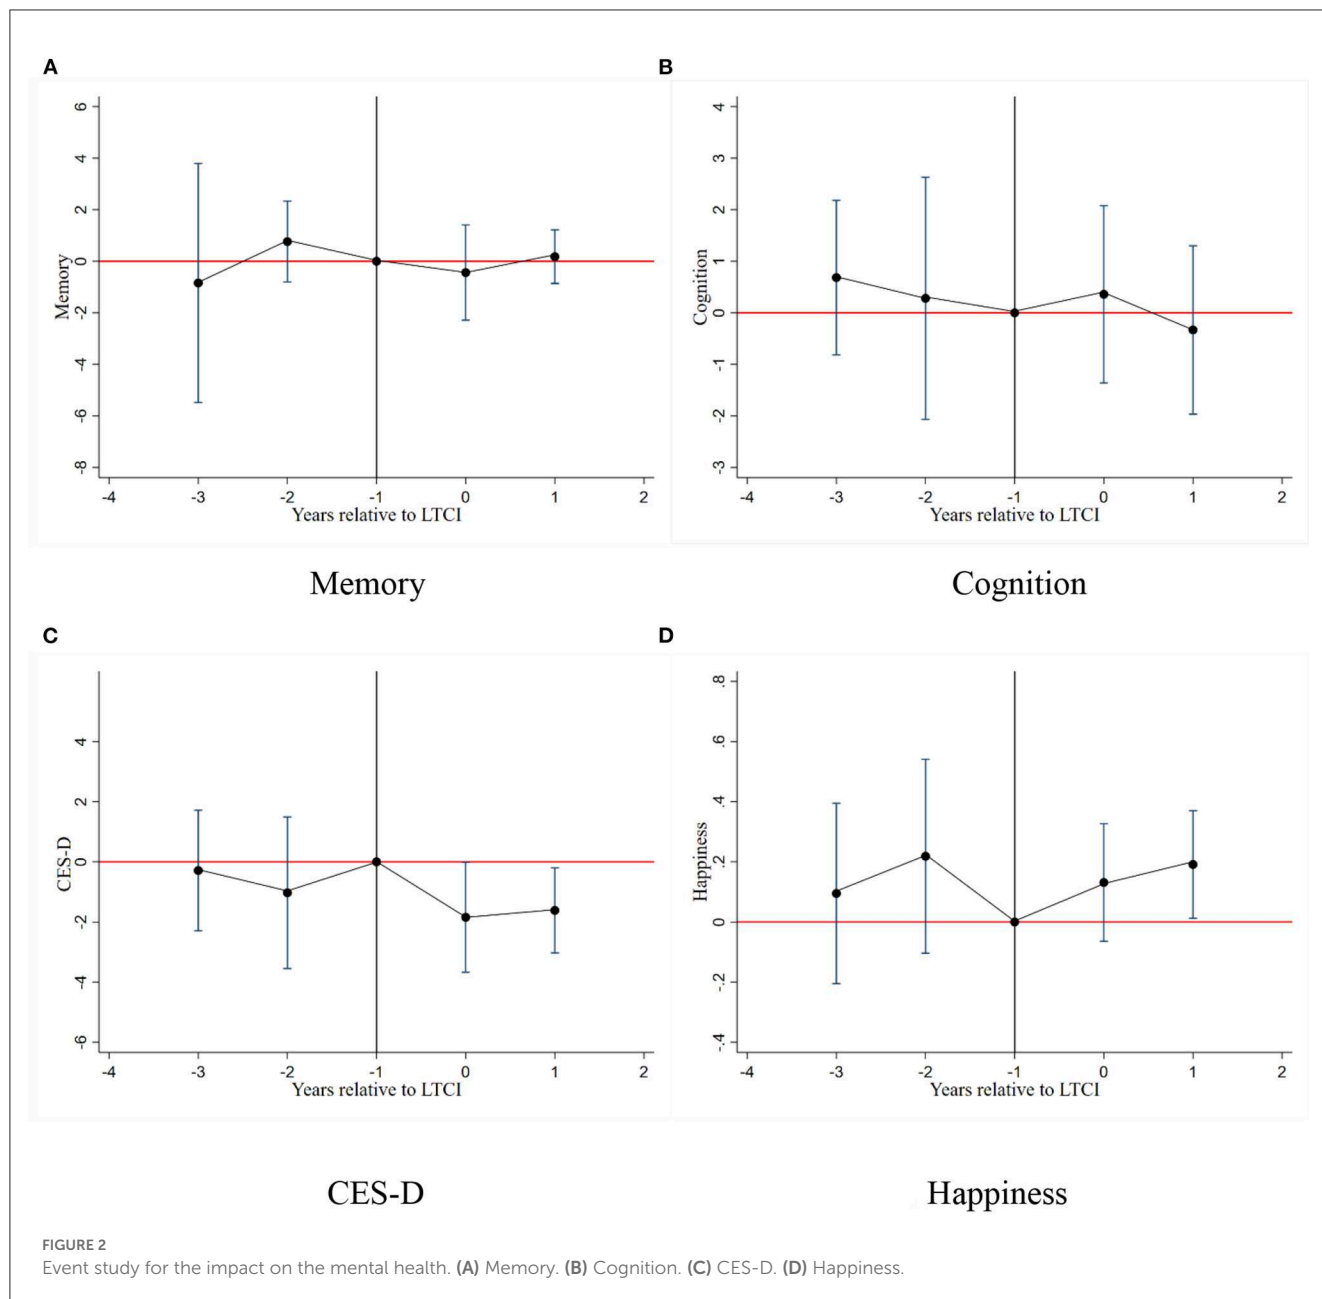 A
6
4
2
0
-2
-4
-6
-8
Memory
-4 -3 -2 -1 0 1 2
Years relative to LTCI
Memory
B
4
3
2
1
0
-1
-2
-3
Cognition
-4 -3 -2 -1 0 1 2
Years relative to LTCI
Cognition
C
4
2
0
-2
-4
-6
CES-D
-4 -3 -2 -1 0 1 2
Years relative to LTCI
CES-D
D
.8
.6
.4
.2
0
-.2
-.4
Happiness
-4 -3 -2 -1 0 1 2
Years relative to LTCI
Happiness
FIGURE 2
Event study for the impact on the mental health. (A) Memory. (B) Cognition. (C) CES-D. (D) Happiness.